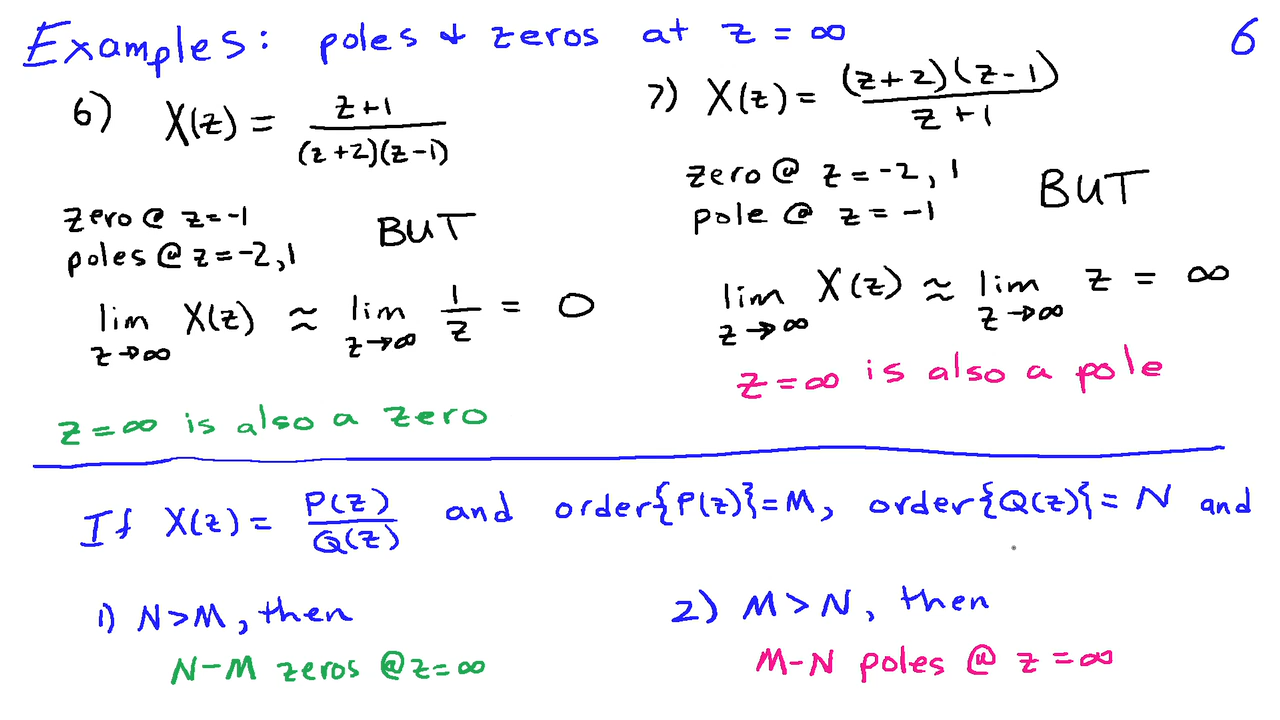 Examples: poles & zeros at z = ∞
6
6) X(z) = z+1 / (z+2)(z-1)
zero @ z=-1
poles @ z=-2,1
BUT
lim z→∞ X(z) ≈ lim z→∞ 1/z = 0
z=∞ is also a zero
7) X(z) = (z+2)(z-1) / z+1
zero @ z=-2, 1
pole @ z = -1
BUT
lim z→∞ X(z) ≈ lim z→∞ z = ∞
z=∞ is also a pole
If X(z) = P(z)/Q(z) and order{P(z)}=M, order{Q(z)}=N and
1) N>M, then
N-M zeros @z=∞
2) M>N, then
M-N poles @ z=∞